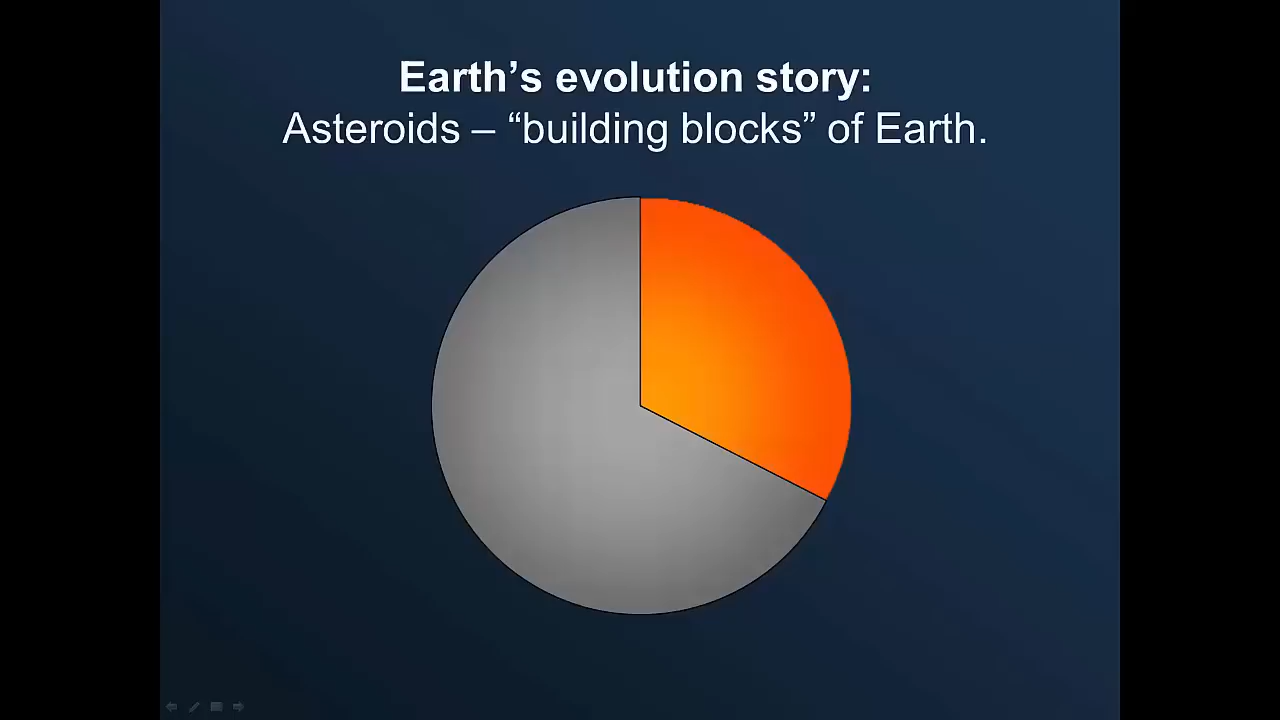 Earth’s evolution story:
Asteroids – “building blocks” of Earth.